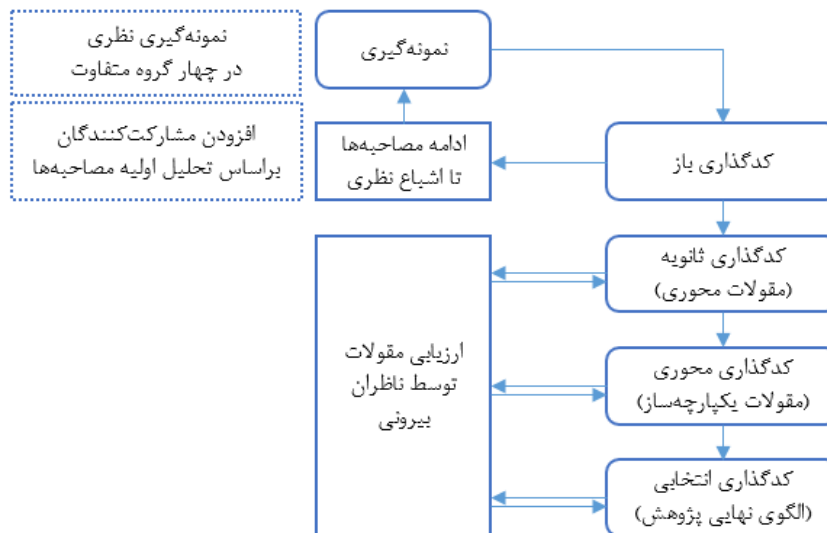 نمونه‌گیری نظری
در چهار گروه متفاوت
افزودن مشارکت‌کنندگان
براساس تحلیل اولیه مصاحبه‌ها
نمونه‌گیری
ادامه مصاحبه‌ها
تا اشباع نظری
کدگذاری باز
کدگذاری ثانویه
(مقولات محوری)
کدگذاری محوری
(مقولات یکپارچه‌ساز)
کدگذاری انتخابی
(الگوی نهایی پژوهش)
ارزیابی مقولات
توسط ناظران
بیرونی